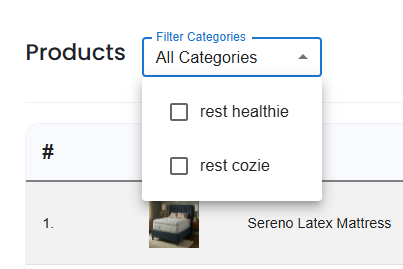 Filter Categories
Products
All Categories
rest healthie
rest cozie
#
1.
Sereno Latex Mattress